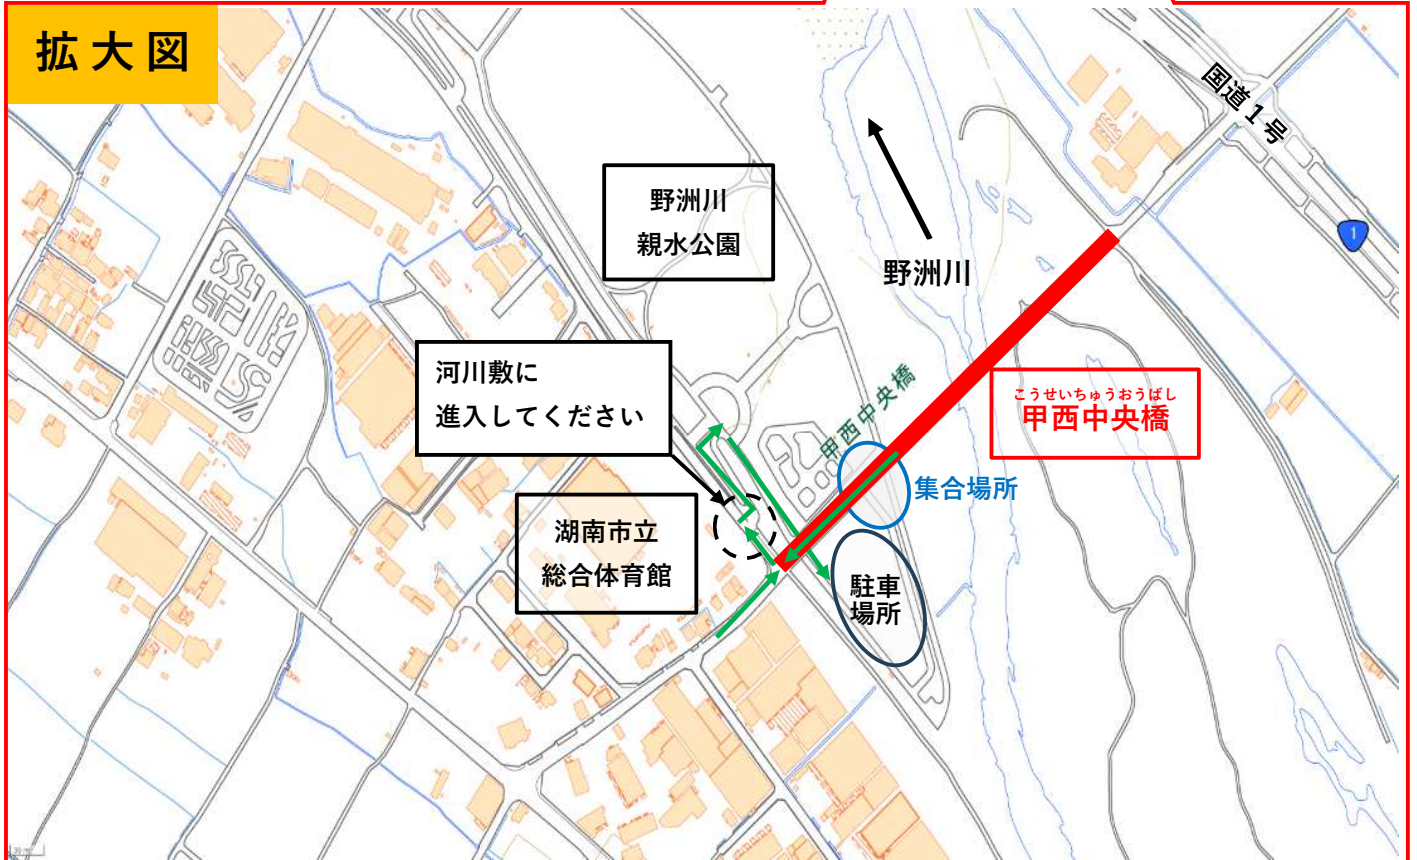 拡大図
国道１号
1
野洲川
親水公園
野洲川
河川敷に
進入してください
甲西中央橋
こうせいちゅうおうばし
甲西中央橋
集合場所
湖南市立
総合体育館
駐車
場所